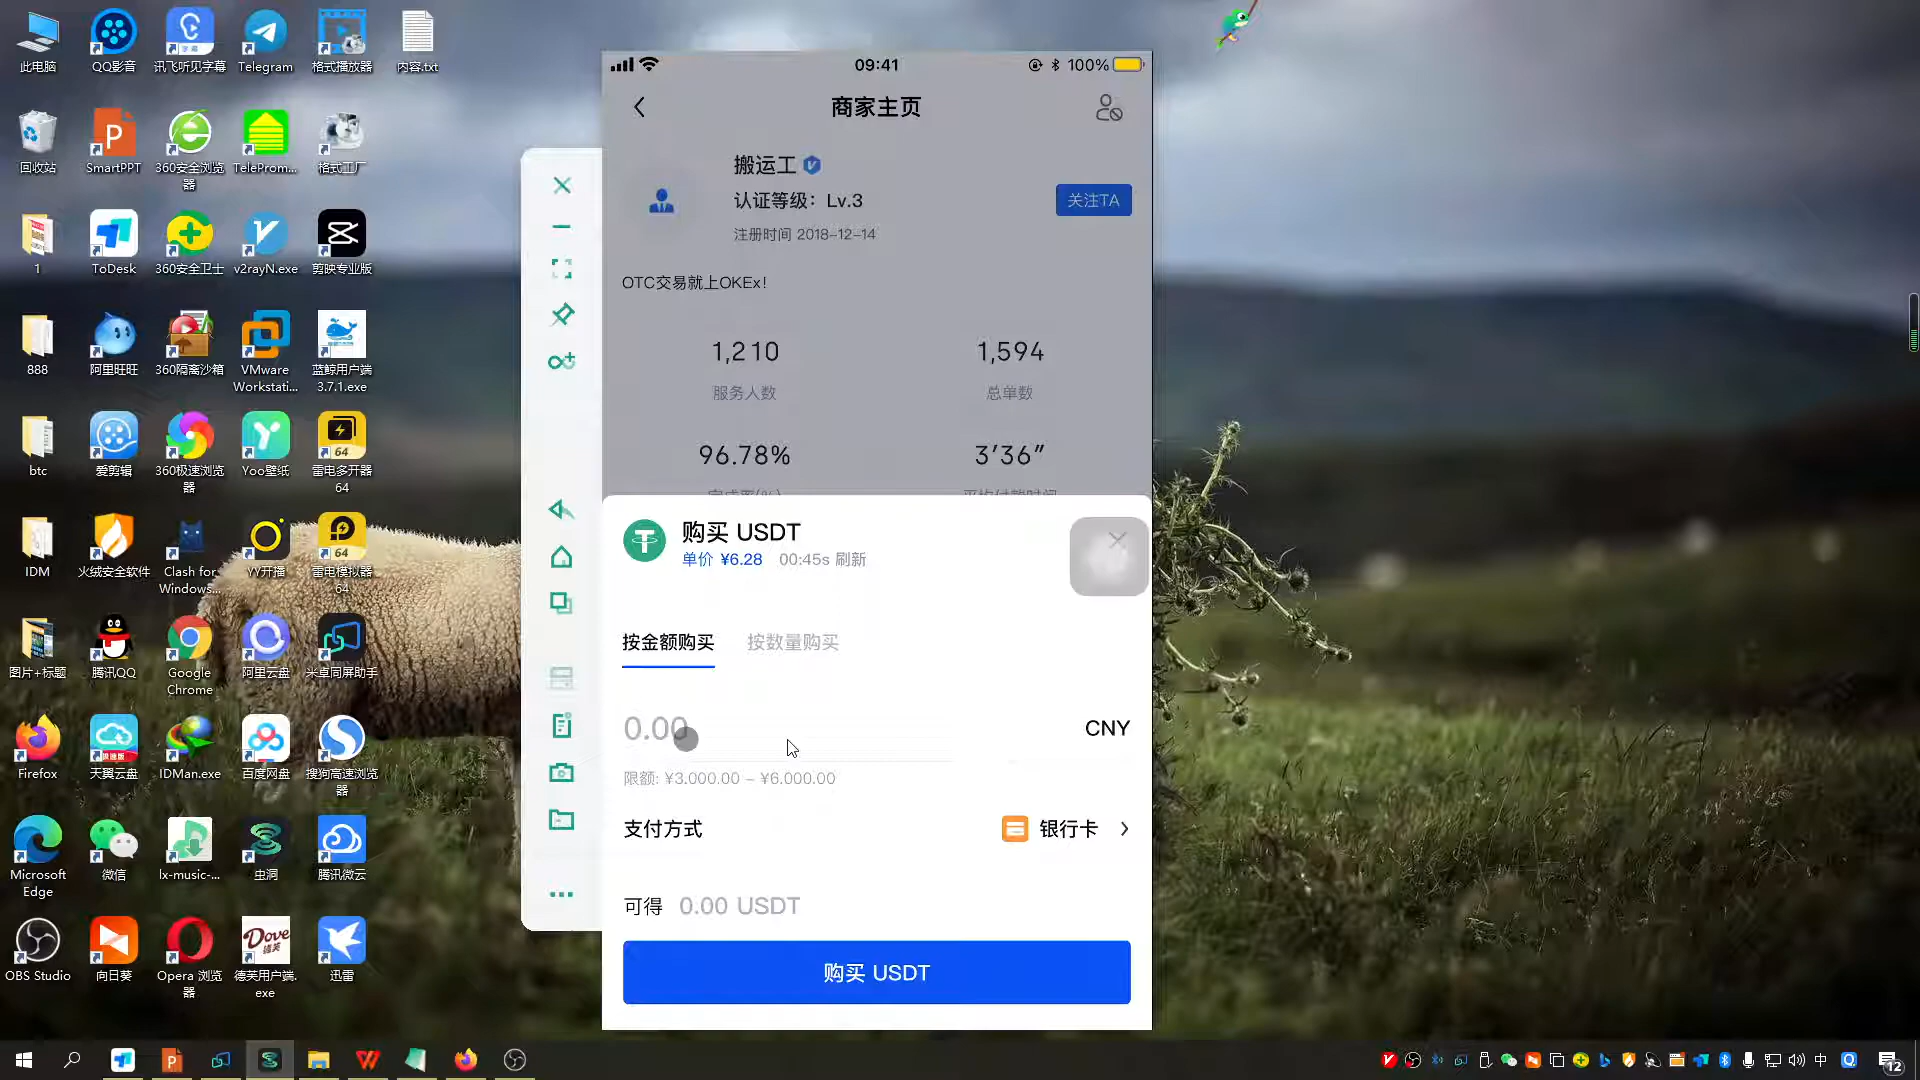 此电脑
QQ影音
讯飞听见字幕
Telegram
格式播放器
内容.txt
回收站
SmartPPT
360安全浏览器
TeleProm...
格式工厂
1
ToDesk
360安全卫士
v2rayN.exe
剪映专业版
888
阿里旺旺
360隔离沙箱
VMware Workstati...
蓝鲸用户端3.7.1.exe
btc
爱剪辑
360极速浏览器
Yoo壁纸
雷电多开器64
IDM
火绒安全软件
Clash for Windows...
YY开播
雷电模拟器64
图片+标题
腾讯QQ
Google Chrome
阿里云盘
米卓同屏助手
Firefox
天翼云盘
IDMan.exe
百度网盘
搜狗高速浏览器
Microsoft Edge
微信
lx-music-...
虫洞
腾讯微云
OBS Studio
向日葵
Opera 浏览器
德芙用户端.exe
迅雷
09:41
100%
商家主页
搬运工
认证等级：Lv.3
关注TA
注册时间 2018-12-14
OTC交易就上OKEx!
1,210
1,594
服务人数
总单数
96.78%
3'36"
购买 USDT
单价 ¥6.28 00:45s 刷新
按金额购买
按数量购买
0.00
CNY
限额: ¥3,000.00 – ¥6,000.00
支付方式
银行卡
可得 0.00 USDT
购买 USDT
中
12